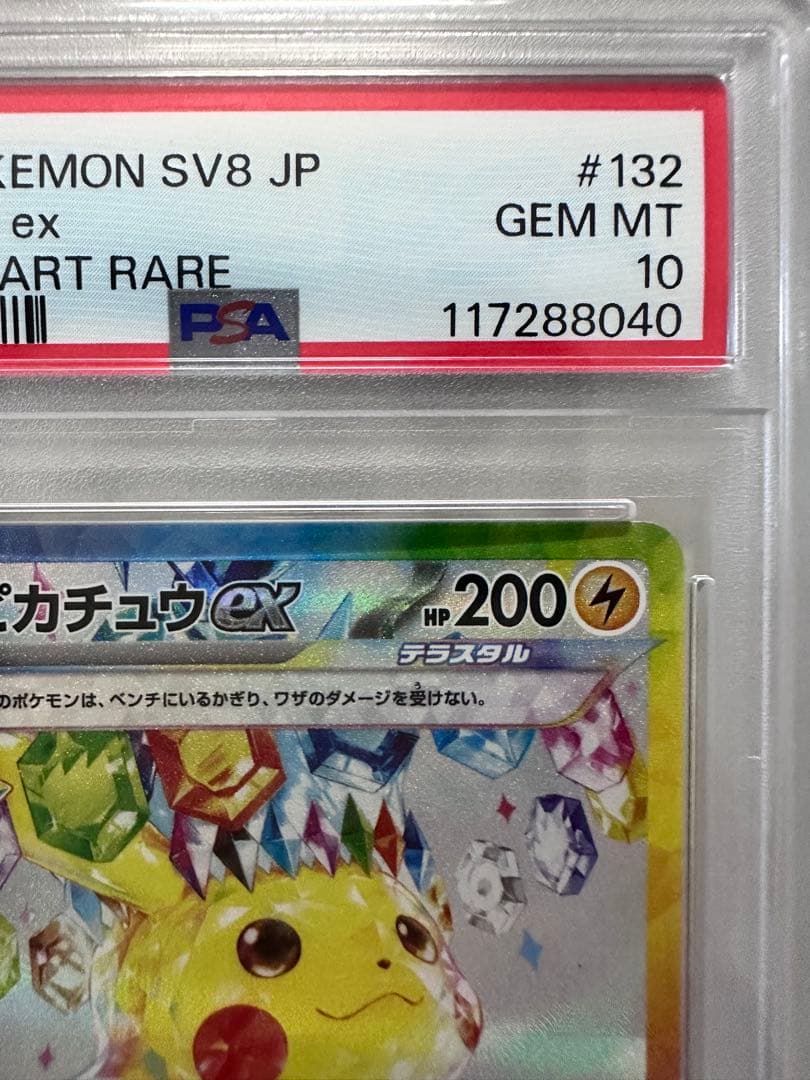 KEMON SV8 JP #132
ex GEM MT
ART RARE 10
PSA 117288040
ピカチュウex HP 200
テラスタル
のポケモンは、ベンチにいるかぎり、ワザのダメージを受けない。